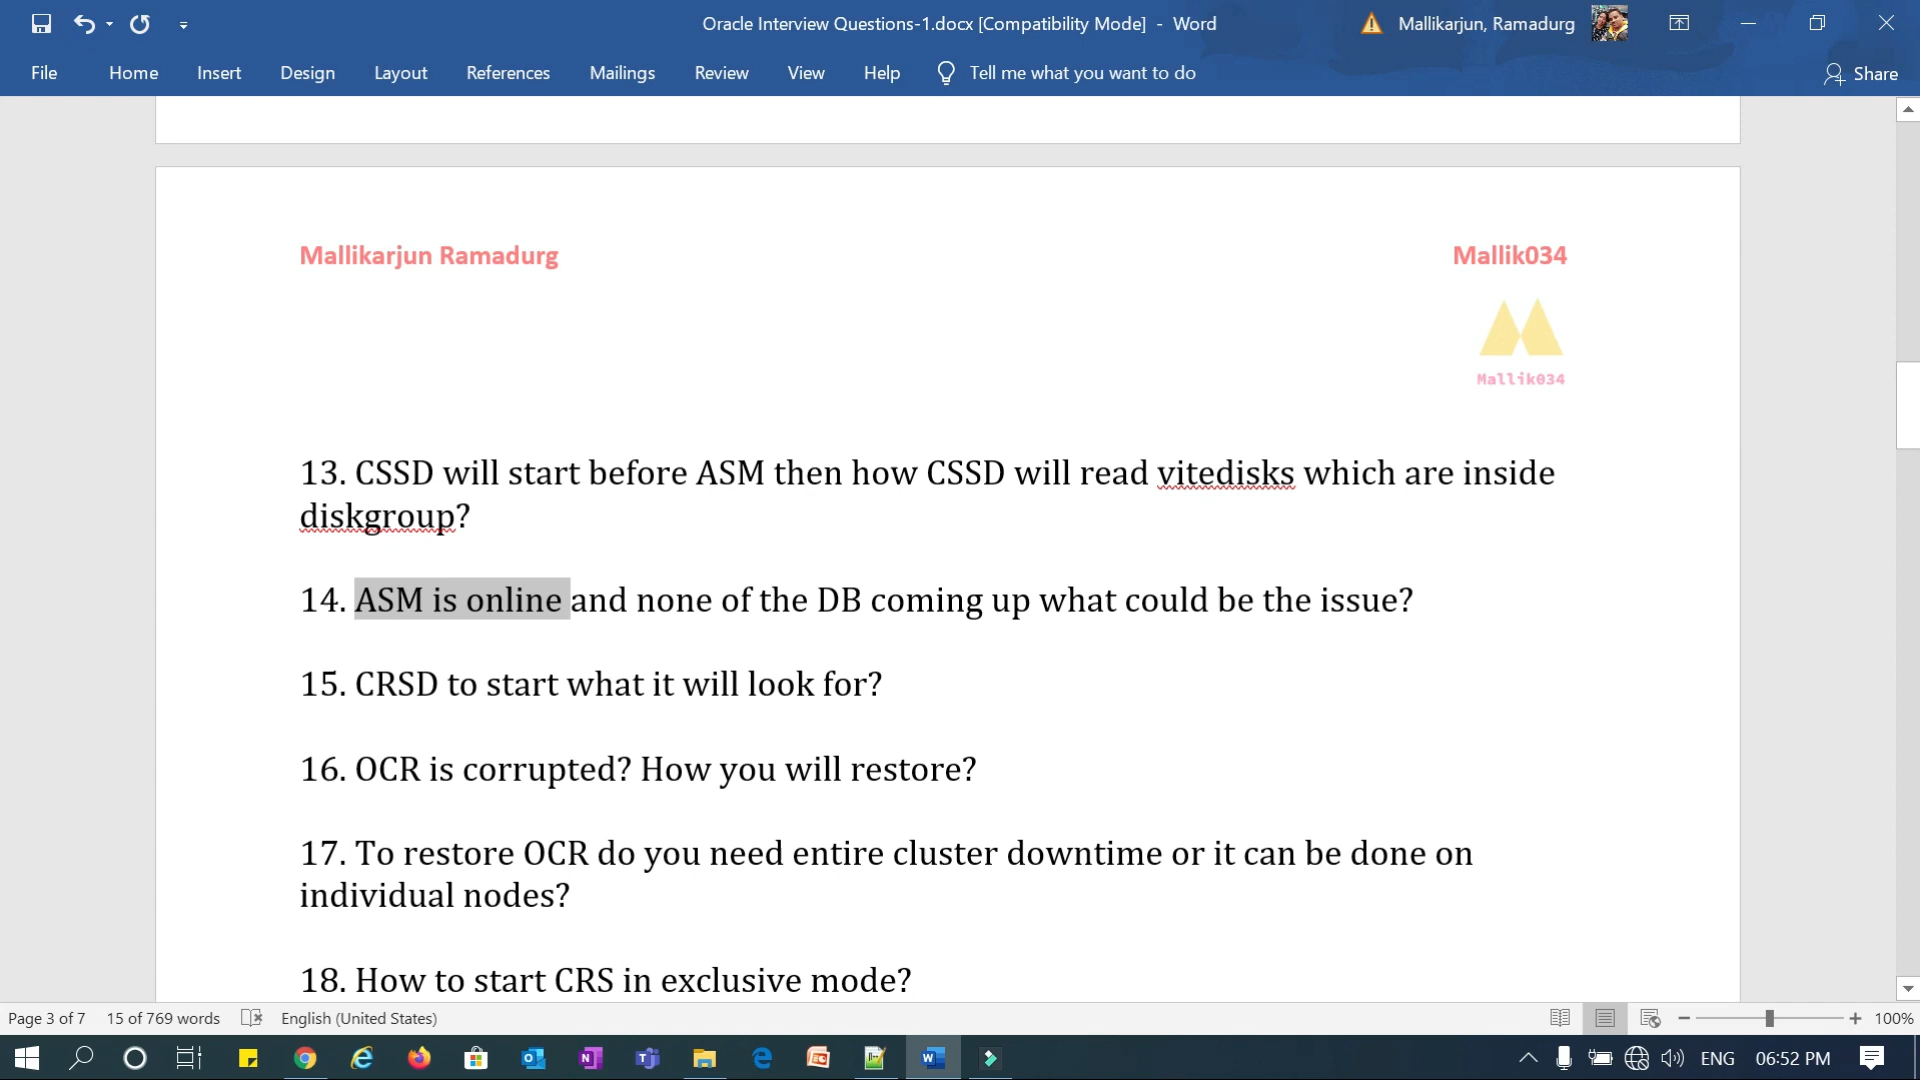 Oracle Interview Questions-1.docx [Compatibility Mode] - Word
Mallikarjun, Ramadurg
File Home Insert Design Layout References Mailings Review View Help Tell me what you want to do Share
Mallikarjun Ramadurg Mallik034
Mallik034
13. CSSD will start before ASM then how CSSD will read vitedisks which are inside
diskgroup?
14. ASM is online and none of the DB coming up what could be the issue?
15. CRSD to start what it will look for?
16. OCR is corrupted? How you will restore?
17. To restore OCR do you need entire cluster downtime or it can be done on
individual nodes?
18. How to start CRS in exclusive mode?
Page 3 of 7 15 of 769 words English (United States) 100%
ENG 06:52 PM